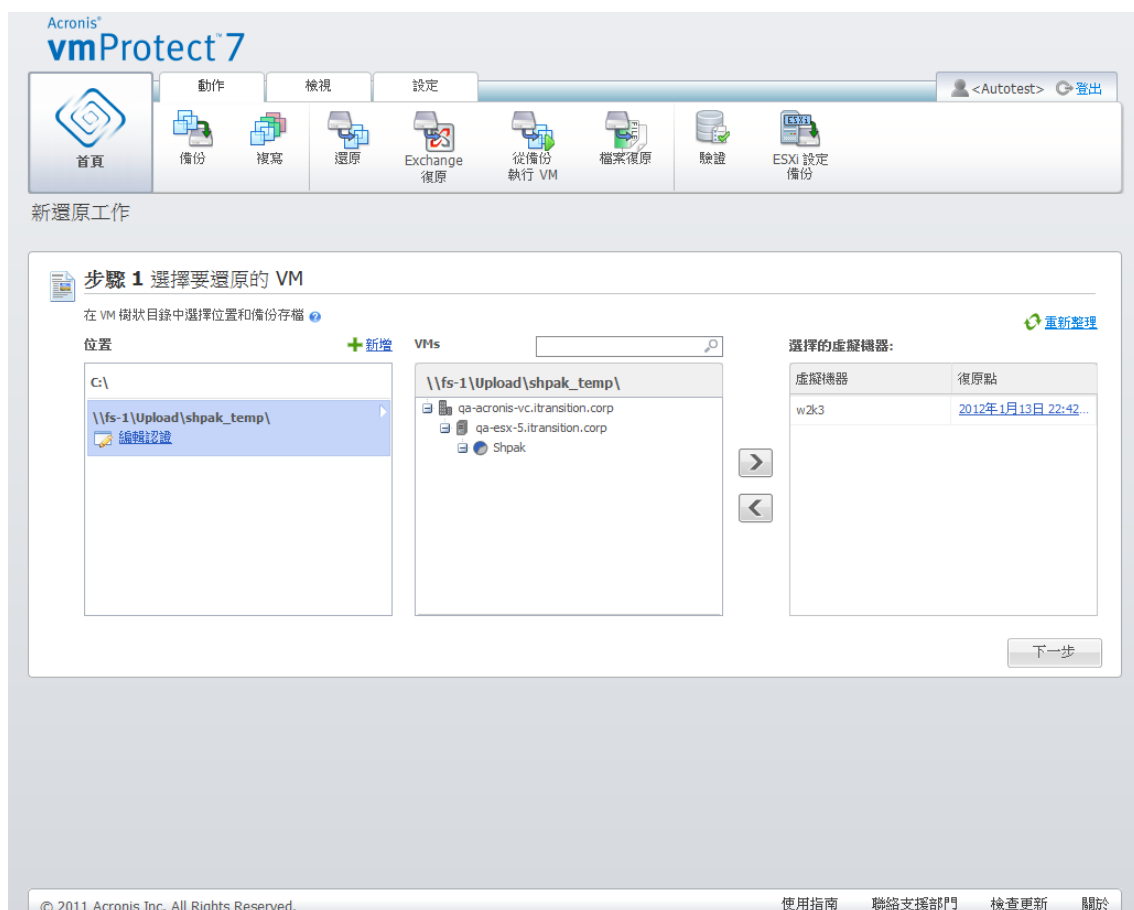 Acronis®
vmProtect™ 7
動作 檢視 設定
<Autotest> 登出
首頁
備份
複寫
還原
Exchange
復原
從備份
執行 VM
檔案復原
驗證
ESXi 設定
備份
新還原工作
步驟 1 選擇要還原的 VM
在 VM 樹狀目錄中選擇位置和備份存檔
重新整理
位置
新增
VMs
選擇的虛擬機器:
C:\
\\fs-1\Upload\shpak_temp\
編輯認證
\\fs-1\Upload\shpak_temp\
qa-acronis-vc.itransition.corp
qa-esx-5.itransition.corp
Shpak
虛擬機器 復原點
w2k3 2012年1月13日 22:42...
下一步
© 2011 Acronis Inc. All Rights Reserved.
使用指南 聯絡支援部門 檢查更新 關於